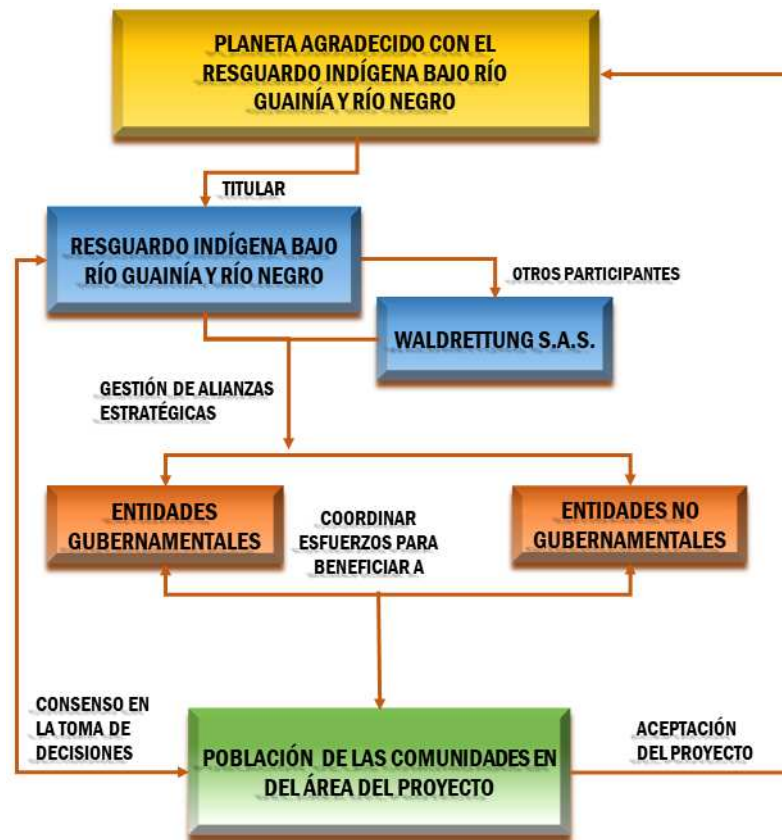 PLANETA AGRADECIDO CON EL
RESGUARDO INDÍGENA BAJO RÍO
GUAINÍA Y RÍO NEGRO
TITULAR
RESGUARDO INDÍGENA BAJO
RÍO GUAINÍA Y RÍO NEGRO
OTROS PARTICIPANTES
WALDRETTUNG S.A.S.
GESTIÓN DE ALIANZAS
ESTRATÉGICAS
ENTIDADES
GUBERNAMENTALES
COORDINAR
ESFUERZOS PARA
BENEFICIAR A
ENTIDADES NO
GUBERNAMENTALES
CONSENSO EN
LA TOMA DE
DECISIONES
POBLACIÓN DE LAS COMUNIDADES EN
DEL ÁREA DEL PROYECTO
ACEPTACIÓN
DEL PROYECTO